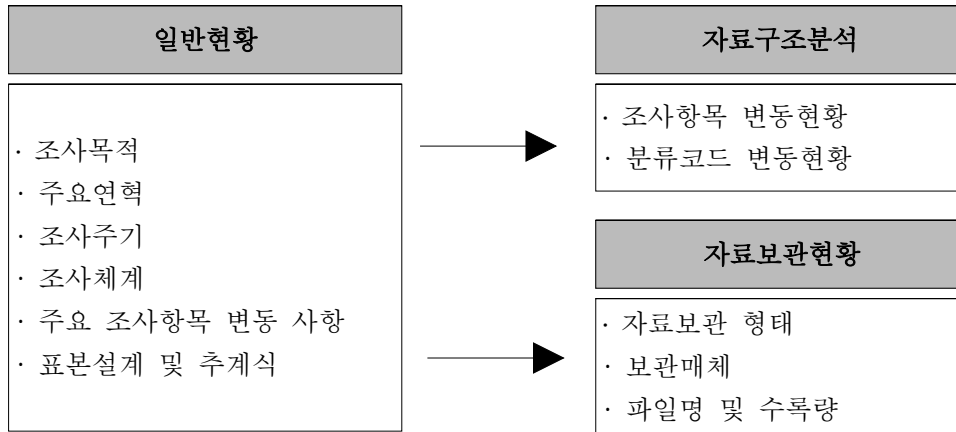 일반현황
· 조사목적
· 주요연혁
· 조사주기
· 조사체계
· 주요 조사항목 변동 사항
· 표본설계 및 추계식
자료구조분석
· 조사항목 변동현황
· 분류코드 변동현황
자료보관현황
· 자료보관 형태
· 보관매체
· 파일명 및 수록량